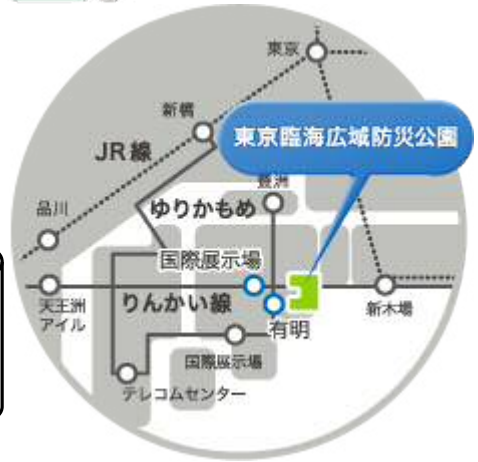 東京
新橋
東京臨海広域防災公園
JR線
豊洲
品川
ゆりかもめ
国際展示場
天王洲
アイル
りんかい線
新木場
有明
国際展示場
テレコムセンター